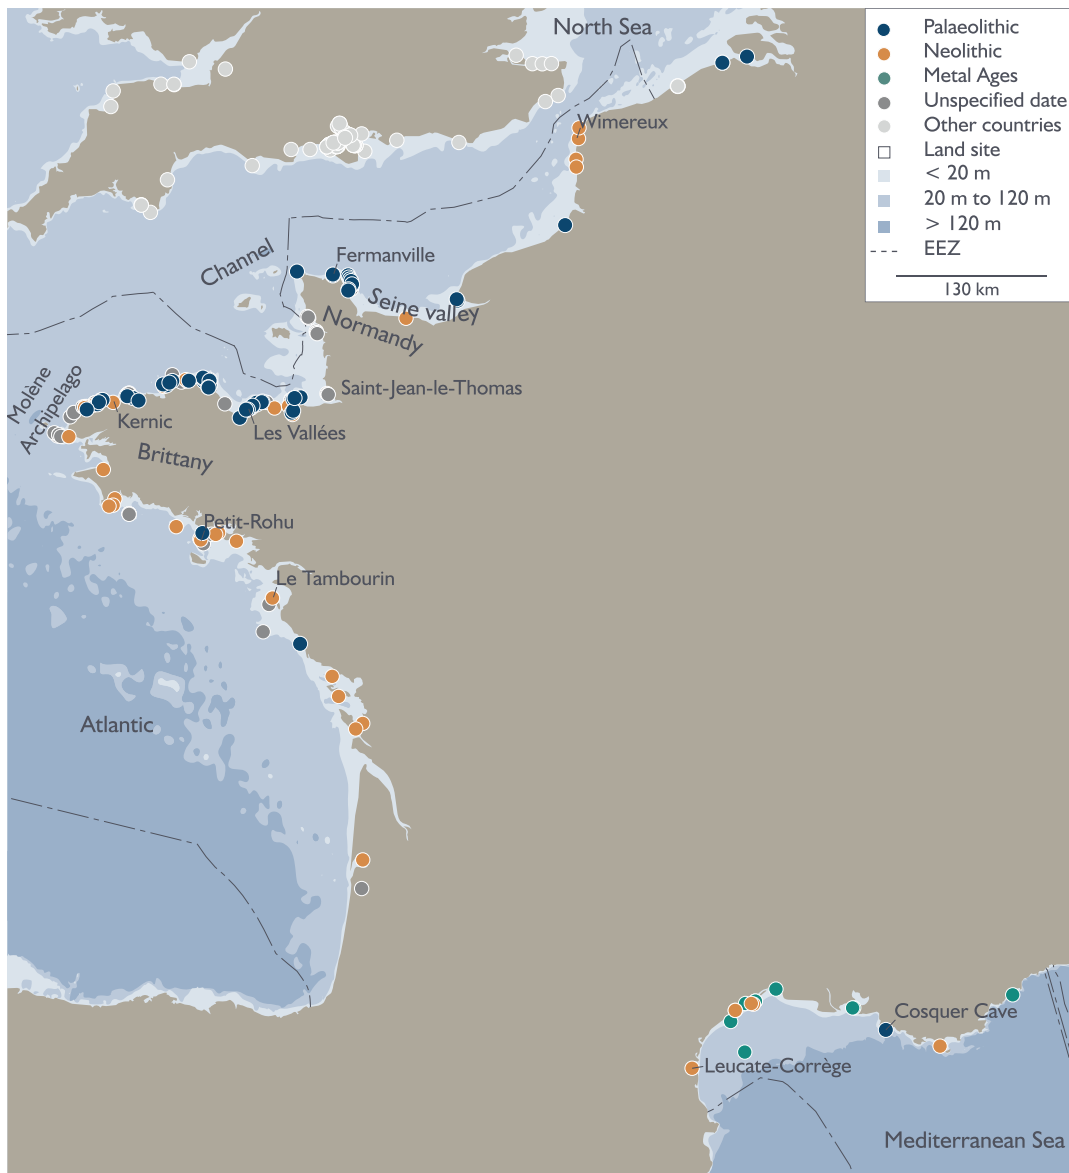 North Sea
Palaeolithic
Neolithic
Metal Ages
Unspecified date
Other countries
Land site
< 20 m
20 m to 120 m
> 120 m
EEZ
130 km
Wimereux
Channel
Fermanville
Seine valley
Normandy
Molène
Archipelago
Saint-Jean-le-Thomas
Kernic
Les Vallées
Brittany
Petit-Rohu
Le Tambourin
Atlantic
Cosquer Cave
Leucate-Corrège
Mediterranean Sea